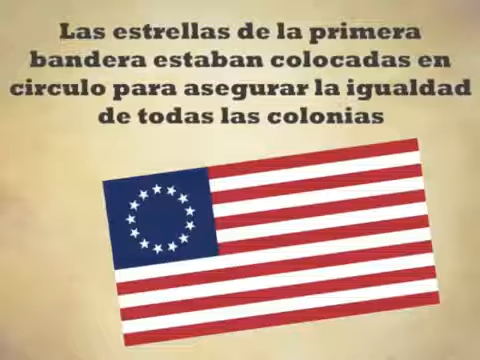 Las estrellas de la primera
bandera estaban colocadas en
circulo para asegurar la igualdad
de todas las colonias